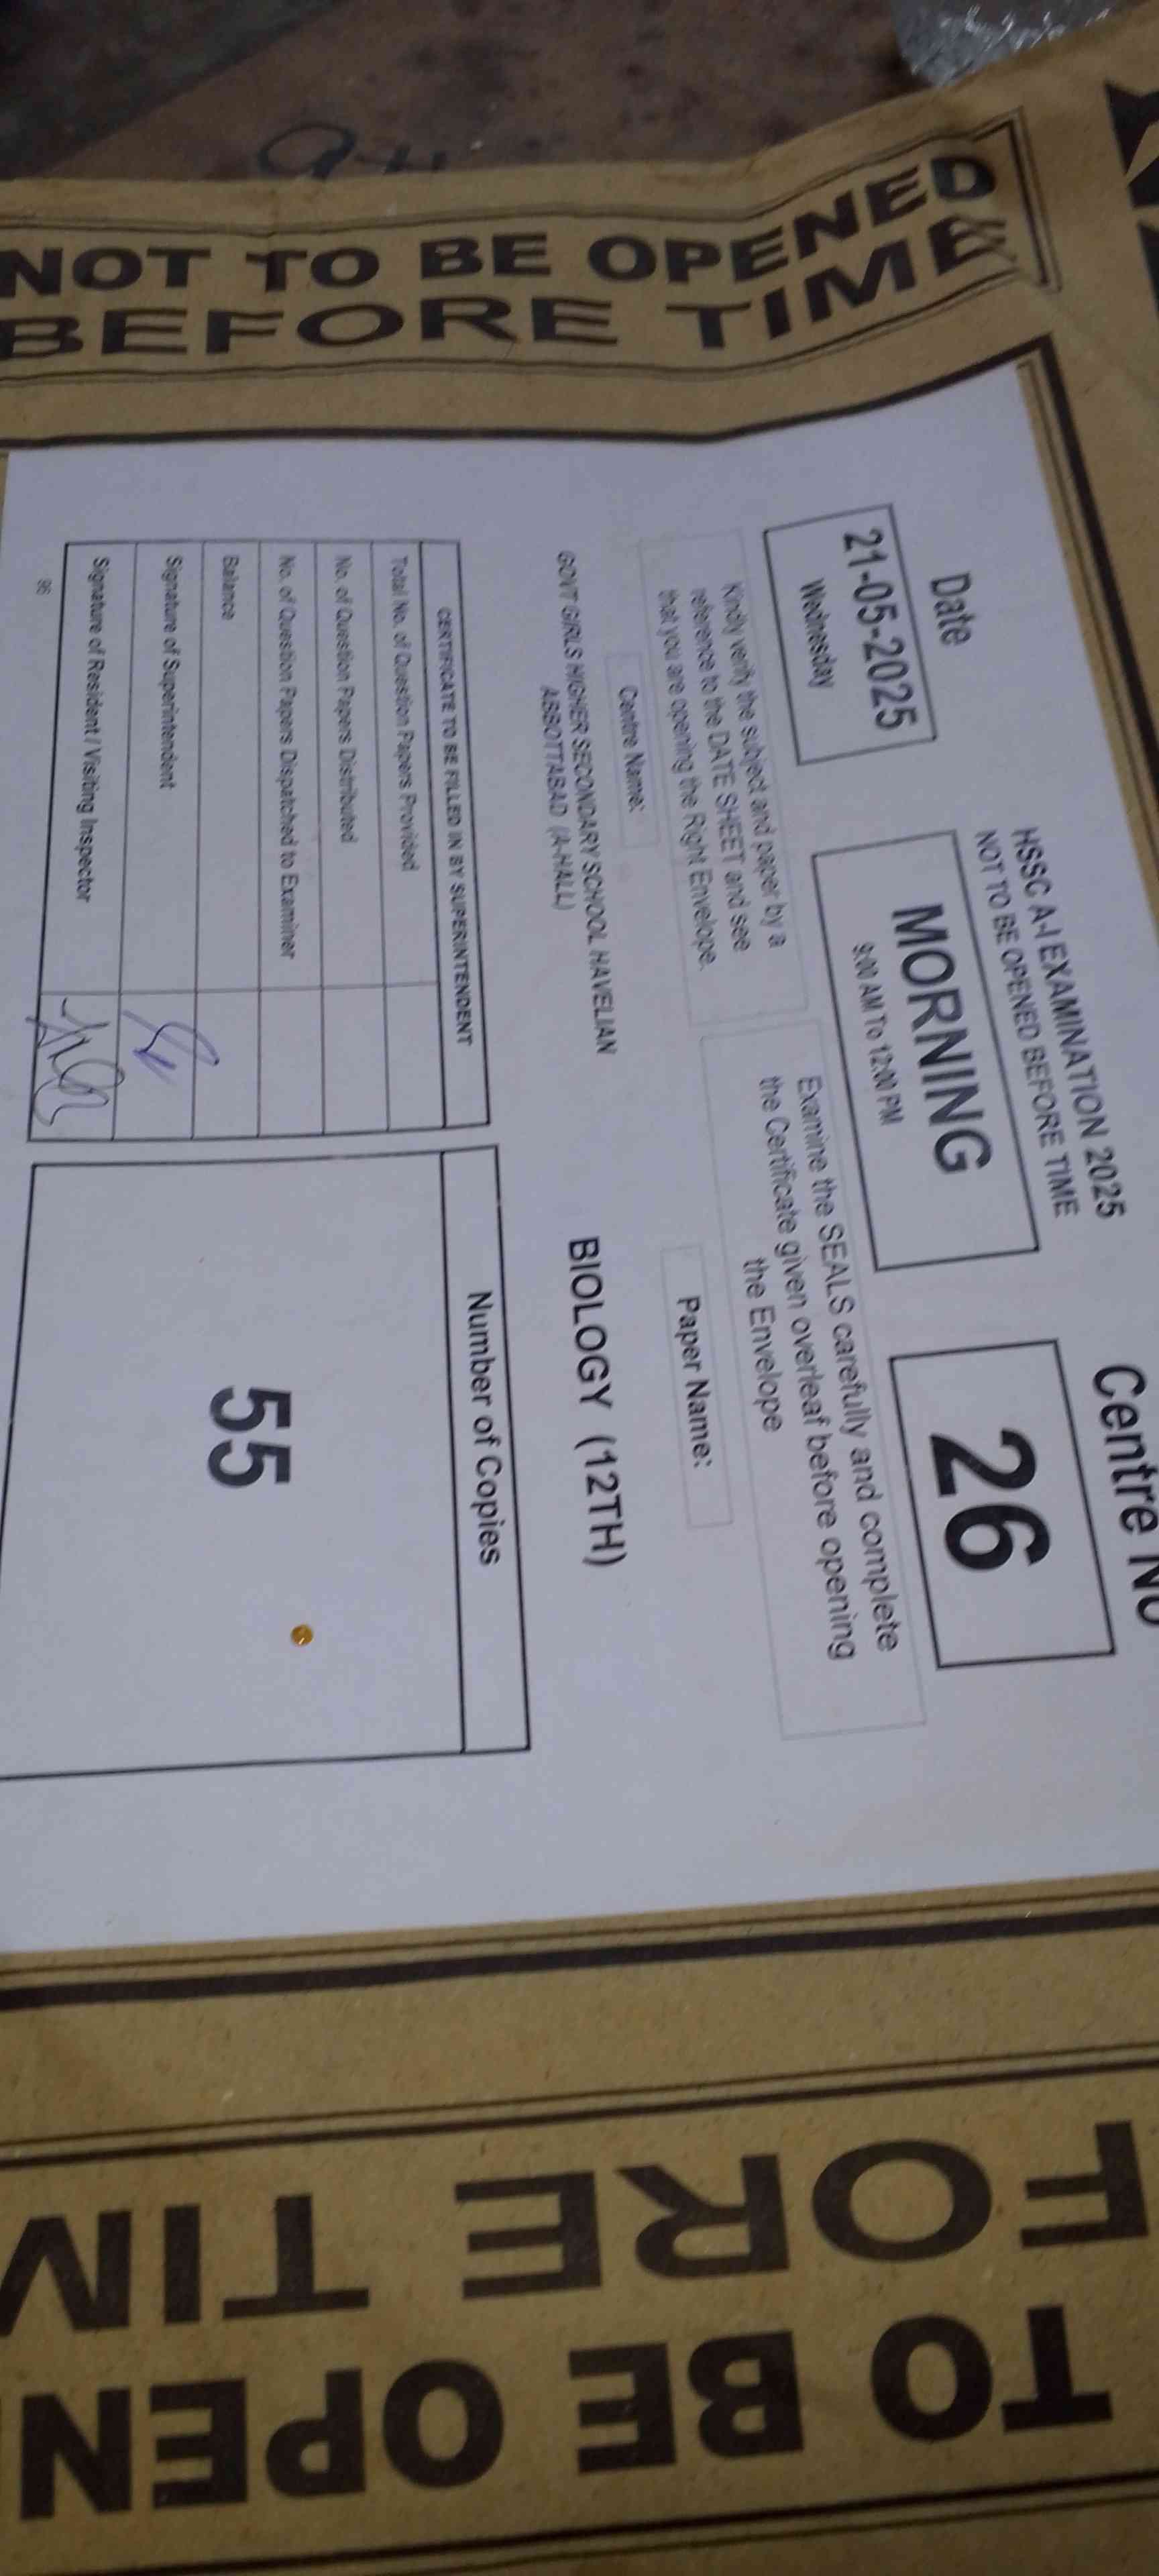 NOT TO BE OPENED
BEFORE TIME
HSSC A-I EXAMINATION 2025
NOT TO BE OPENED BEFORE TIME
Centre No
Date
21-05-2025
Wednesday
MORNING
9:00 AM To 12:00 PM
26
Kindly verify the subject and paper by a
reference to the DATE SHEET and see
that you are opening the Right Envelope.
Examine the SEALS carefully and complete
the Certificate given overleaf before opening
the Envelope
Centre Name:
GOVT GIRLS HIGHER SECONDARY SCHOOL HAVELIAN
ABBOTTABAD (A-HALL)
Paper Name:
BIOLOGY (12TH)
CERTIFICATE TO BE FILLED IN BY SUPERINTENDENT
Total No. of Question Papers Provided
No. of Question Papers Distributed
No. of Question Papers Dispatched to Examiner
Balance
Signature of Superintendent
Signature of Resident / Visiting Inspector
96
Number of Copies
55
TO BE OPEN
FORE TIM